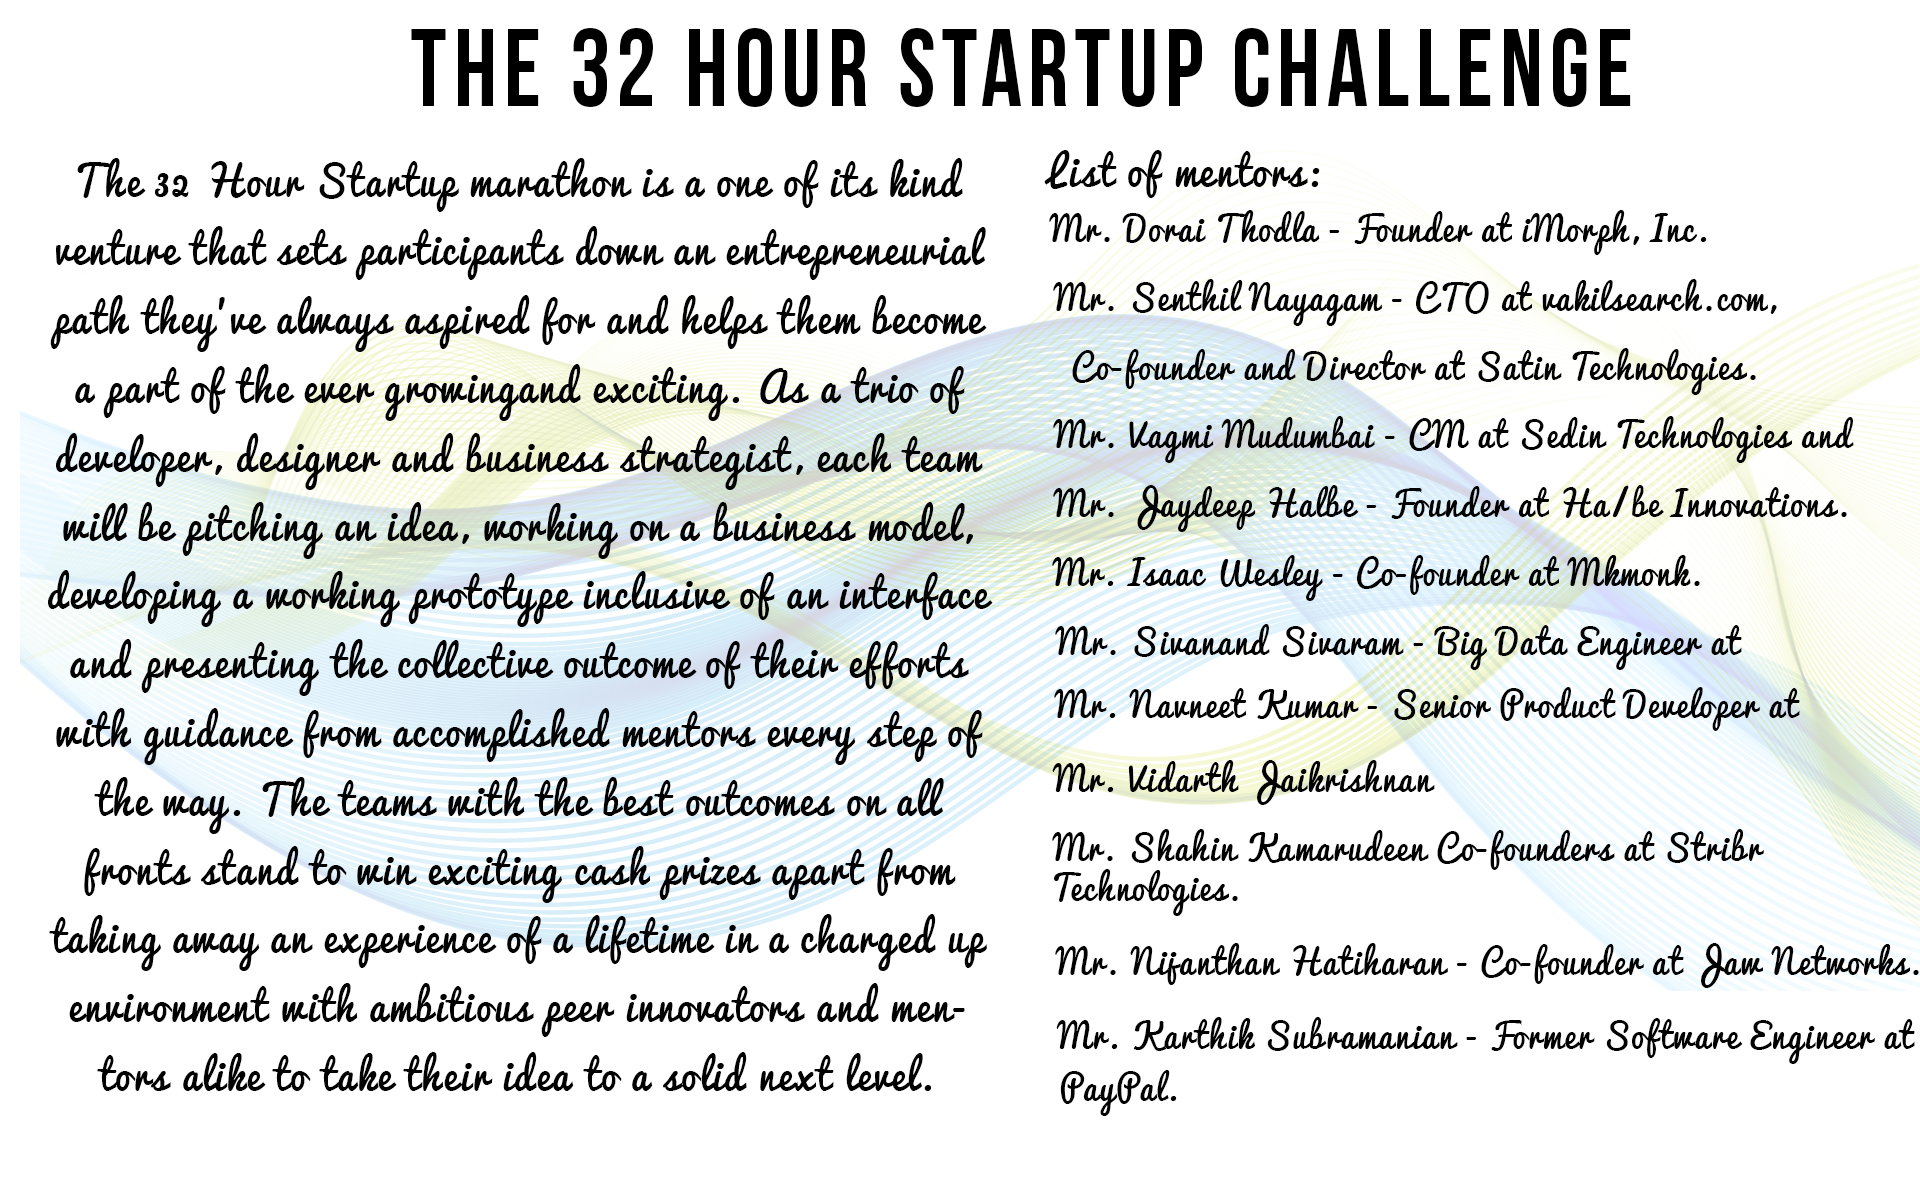 THE 32 HOUR STARTUP CHALLENGE
The 32 Hour Startup marathon is a one of its kind
venture that sets participants down an entrepreneurial
path they've always aspired for and helps them become
a part of the ever growingand exciting. As a trio of
developer, designer and business strategist, each team
will be pitching an idea, working on a business model,
developing a working prototype inclusive of an interface
and presenting the collective outcome of their efforts
with guidance from accomplished mentors every step of
the way. The teams with the best outcomes on all
fronts stand to win exciting cash prizes apart from
taking away an experience of a lifetime in a charged up
environment with ambitious peer innovators and men-
tors alike to take their idea to a solid next level.
List of mentors:
Mr. Dorai Thodla - Founder at iMorph, Inc.
Mr. Senthil Nayagam - CTO at vakilsearch.com,
Co-founder and Director at Satin Technologies.
Mr. Vagmi Mudumbai - CM at Sedin Technologies and
Mr. Jaydeep Halbe - Founder at Ha/be Innovations.
Mr. Isaac Wesley - Co-founder at Mkmonk.
Mr. Sivanand Sivaram - Big Data Engineer at
Mr. Navneet Kumar - Senior Product Developer at
Mr. Vidarth Jaikrishnan
Mr. Shahin Kamarudeen Co-founders at Stribr
Technologies.
Mr. Nijanthan Hatiharan - Co-founder at Jaw Networks.
Mr. Karthik Subramanian - Former Software Engineer at
PayPal.